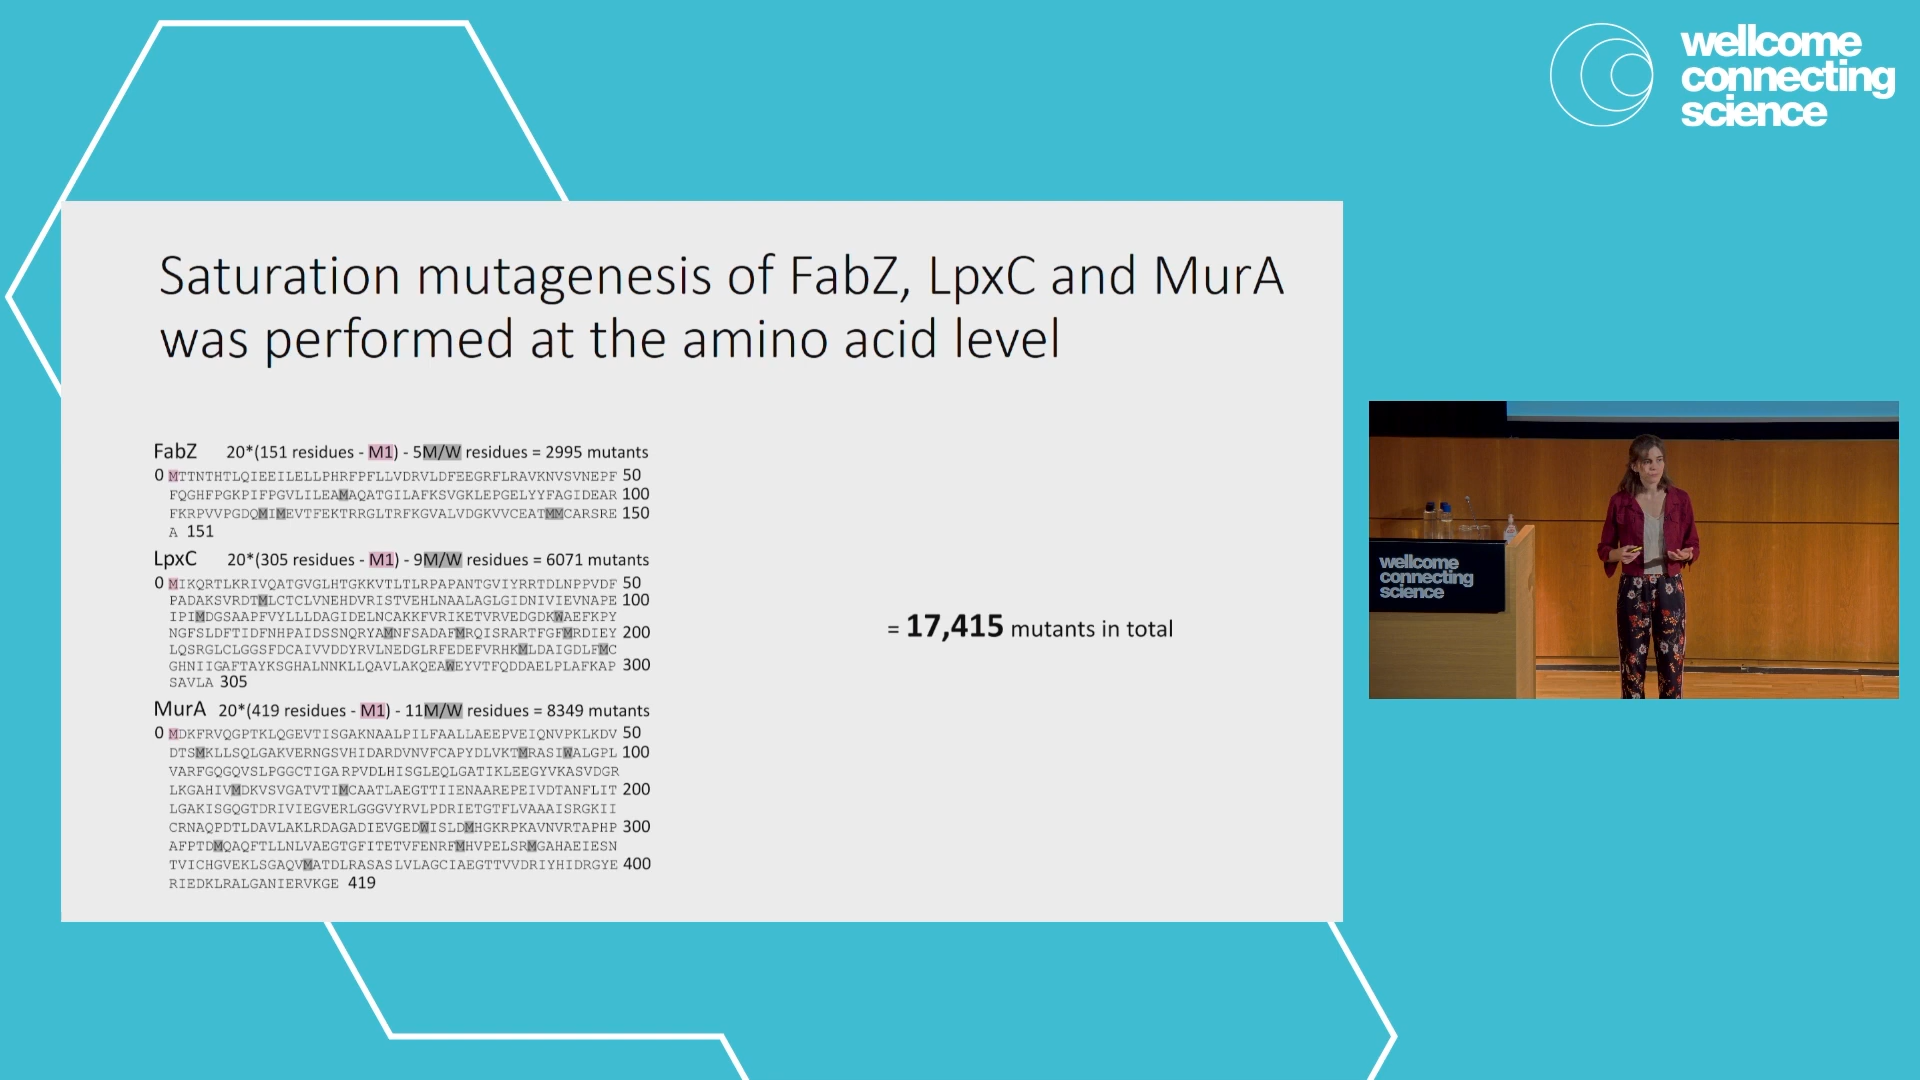 wellcome
connecting
science
Saturation mutagenesis of FabZ, LpxC and MurA
was performed at the amino acid level
FabZ 20*(151 residues - M1) - 5M/W residues = 2995 mutants
0 MTTNTHTLQIEEILELLPHRFPFLLVDRVLDFEEGRFLRAVKNVSVNEPF 50
FQGHFPGKPIFPGVLILEAMAQATGILAFKSVGKLEPGELYYFAGIDEAR 100
FKRPVVPGDQMIMEVTFEKTRRGLTRFKGVALVDGKVVCEATMMCARSRE 150
A 151
LpxC 20*(305 residues - M1) - 9M/W residues = 6071 mutants
0 MIKQRTLKRIVQATGVGLHTGKKVTLTLRPAPANTGVIYRRTDLNPPVDF 50
PADAKSVRDTMLCTCLVNEHDVRISTVEHLNAALAGLGIDNIVIEVNAPE 100
IPIMDGSAAPFVYLLLDAGIDELNCAKKFVRIKETVRVEDGDKWAEFKPY
NGFSLDFTIDFNHPAIDSSNQRYAMNFSADAFMRQISRARTFGFMRDIEY 200
LQSRGLCLGGSFDCAIVVDDYRVLNEDGLRFEDEFVRHKMLDAIGDLFMC
GHNIIGAFTAYKSGHALNNKLLQAVLAKQEAWEYVTFQDDAELPLAFKAP 300
SAVLA 305
MurA 20*(419 residues - M1) - 11M/W residues = 8349 mutants
0 MDKFRVQGPTKLQGEVTISGAKNAALPILFAALLAEEPVEIQNVPKLKDV 50
DTSMKLLSQLGAKVERNGSVHIDARDVNVFCAPYDLVKTMRASIWALGPL 100
VARFGQGQVSLPGGCTIGARPVDLHISGLEQLGATIKLEEGYVKASVDGR
LKGAHIVMDKVSVGATVTIMCAATLAEGTTIIENAAREPEIVDTANFLIT 200
LGAKISGQGTDRIVIEGVERLGGGVYRVLPDRIETGTFLVAAAISRGKII
CRNAQPDTLDAVLAKLRDAGADIEVGEDWISLDMHGKRPKAVNVRTAPHP 300
AFPTDMQAQFTLLNLVAEGTGFITETVFENRFMHVPELSRMGAHAEIESN
TVICHGVEKLSGAQVMATDLRASASLVLAGCIAEGTTVVDRIYHIDRGYE 400
RIEDKLRALGANIERVKGE 419
= 17,415 mutants in total
wellcome
connecting
science